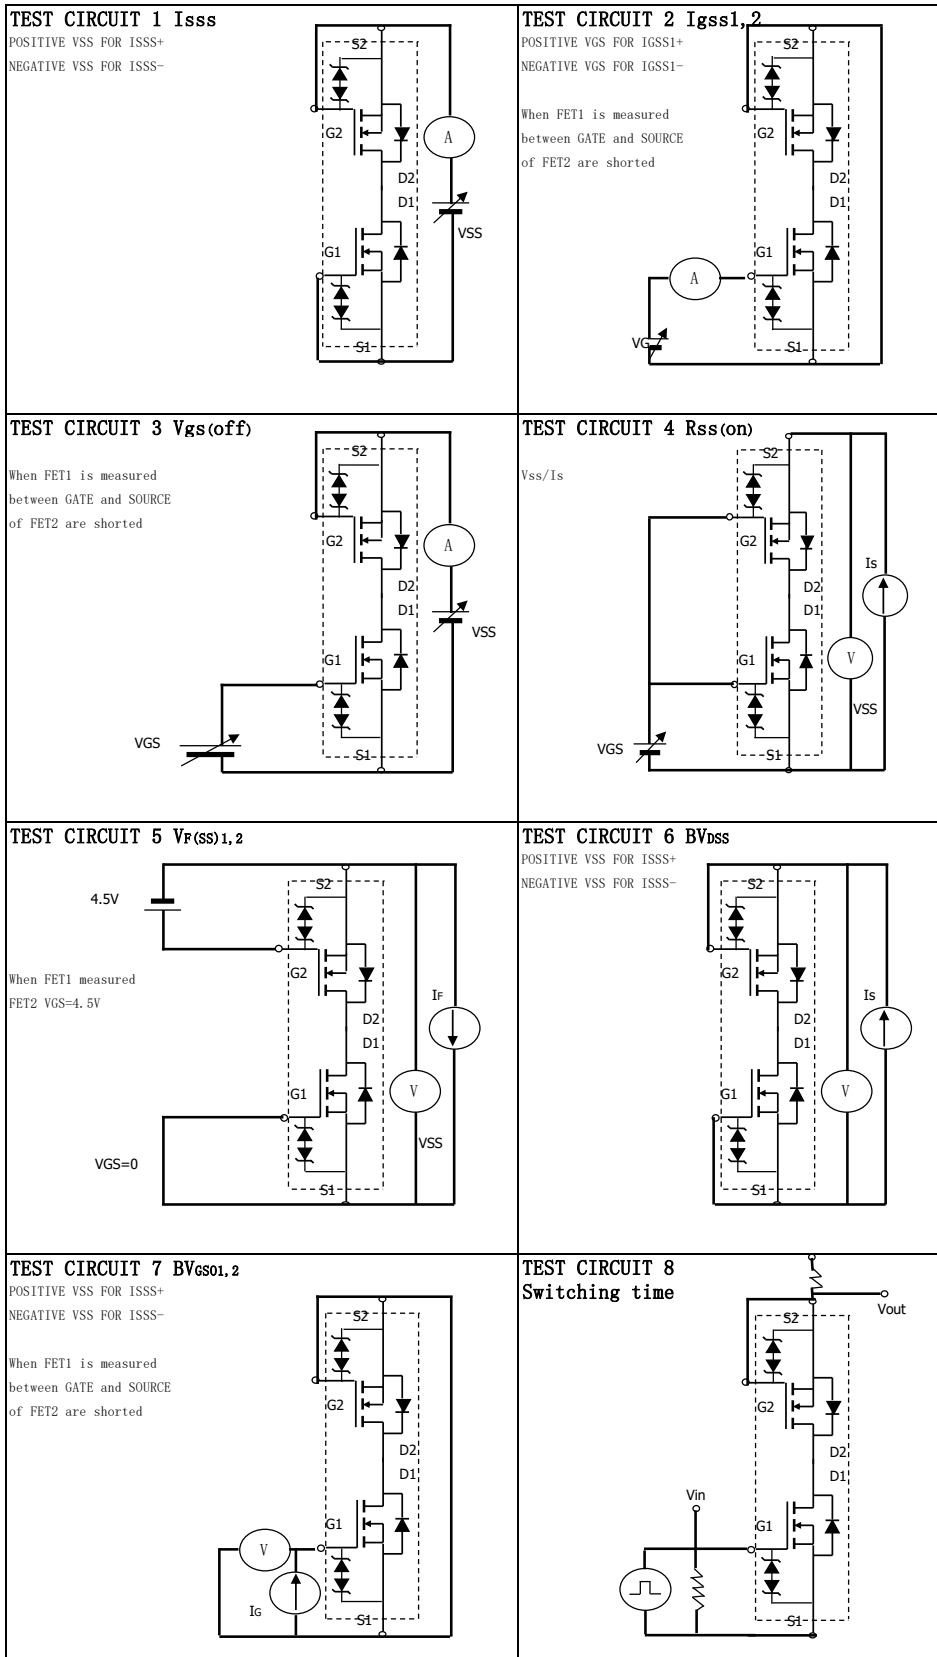 TEST CIRCUIT 1 Isss
POSITIVE VSS FOR ISSS+
NEGATIVE VSS FOR ISSS-
S2
G2
A
D2
D1
VSS
G1
S1
TEST CIRCUIT 2 Igss1,2
POSITIVE VGS FOR IGSS1+
NEGATIVE VGS FOR IGSS1-
When FET1 is measured
between GATE and SOURCE
of FET2 are shorted
S2
G2
D2
D1
G1
A
VG
S1
TEST CIRCUIT 3 Vgs(off)
When FET1 is measured
between GATE and SOURCE
of FET2 are shorted
S2
G2
A
D2
D1
VSS
G1
VGS
S1
TEST CIRCUIT 4 Rss(on)
Vss/Is
S2
G2
Is
D2
D1
G1
V
VSS
VGS
S1
TEST CIRCUIT 5 VF(SS)1,2
4.5V
When FET1 measured
FET2 VGS=4.5V
S2
G2
IF
D2
D1
G1
V
VSS
VGS=0
S1
TEST CIRCUIT 6 BVDSS
POSITIVE VSS FOR ISSS+
NEGATIVE VSS FOR ISSS-
S2
G2
Is
D2
D1
G1
V
S1
TEST CIRCUIT 7 BVGSO1,2
POSITIVE VSS FOR ISSS+
NEGATIVE VSS FOR ISSS-
When FET1 is measured
between GATE and SOURCE
of FET2 are shorted
S2
G2
D2
D1
G1
V
IG
S1
TEST CIRCUIT 8
Switching time
Vout
S2
G2
D2
D1
Vin
G1
S1